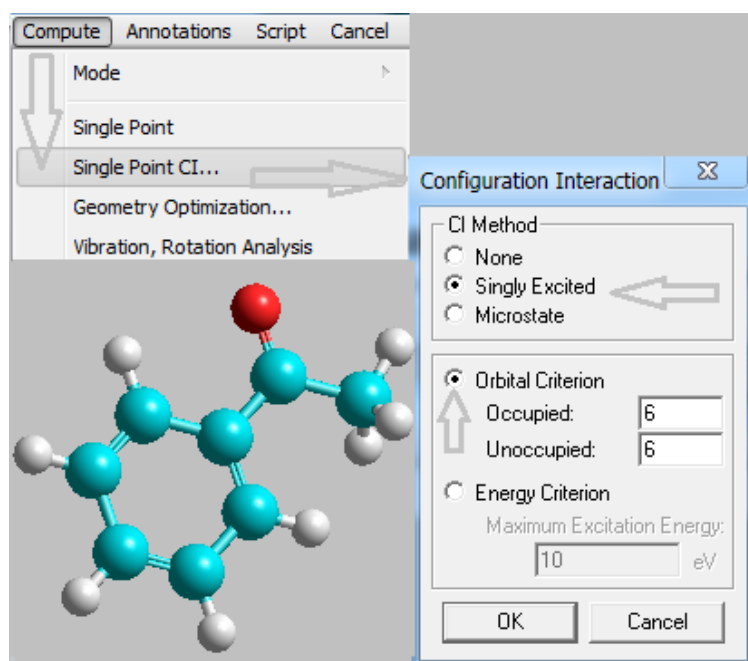 Compute Annotations Script Cancel
Mode
Single Point
Single Point CI...
Geometry Optimization...
Vibration, Rotation Analysis
Configuration Interaction
CI Method
None
Singly Excited
Microstate
Orbital Criterion
Occupied: 6
Unoccupied: 6
Energy Criterion
Maximum Excitation Energy:
10 eV
OK Cancel